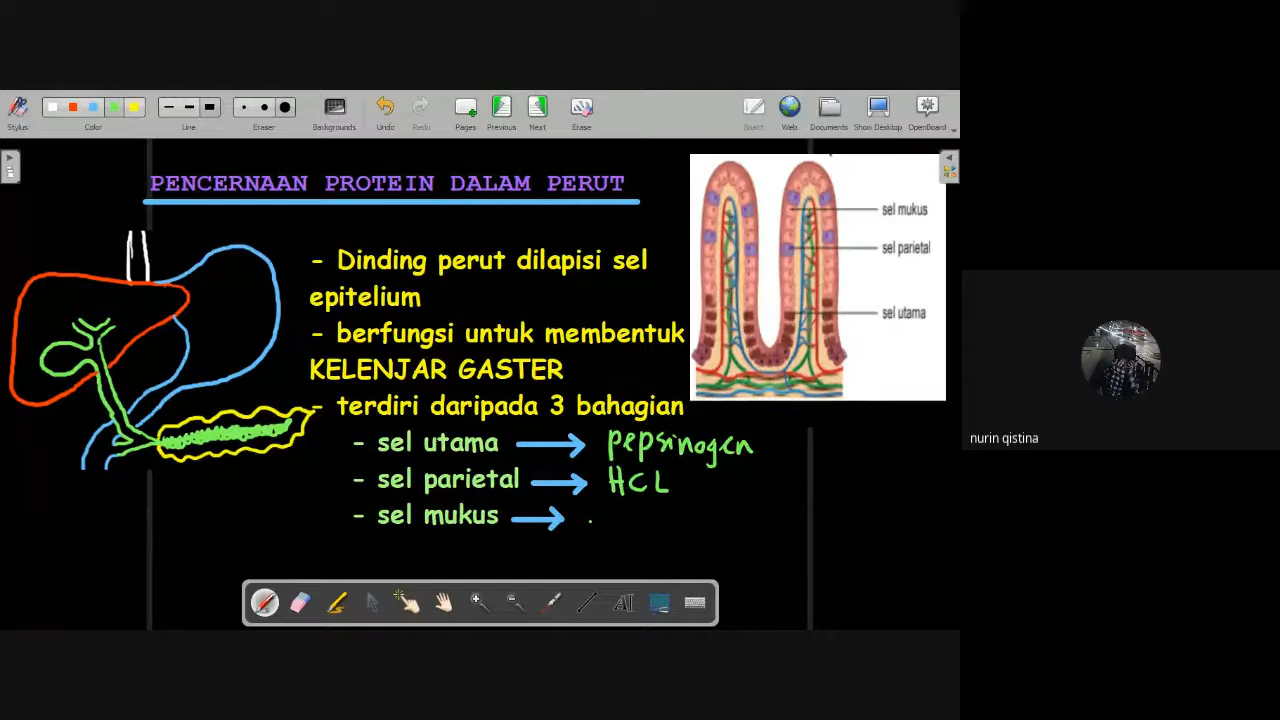 Stylus
Color
Line
Eraser
Backgrounds
Undo
Redo
Pages
Previous
Next
Erase
Board
Web
Documents
Show Desktop
OpenBoard
PENCERNAAN PROTEIN DALAM PERUT
- Dinding perut dilapisi sel
epitelium
- berfungsi untuk membentuk
KELENJAR GASTER
- terdiri daripada 3 bahagian
- sel utama → pepsinogen
- sel parietal → HCL
- sel mukus →
sel mukus
sel parietal
sel utama
AI
nurin qistina